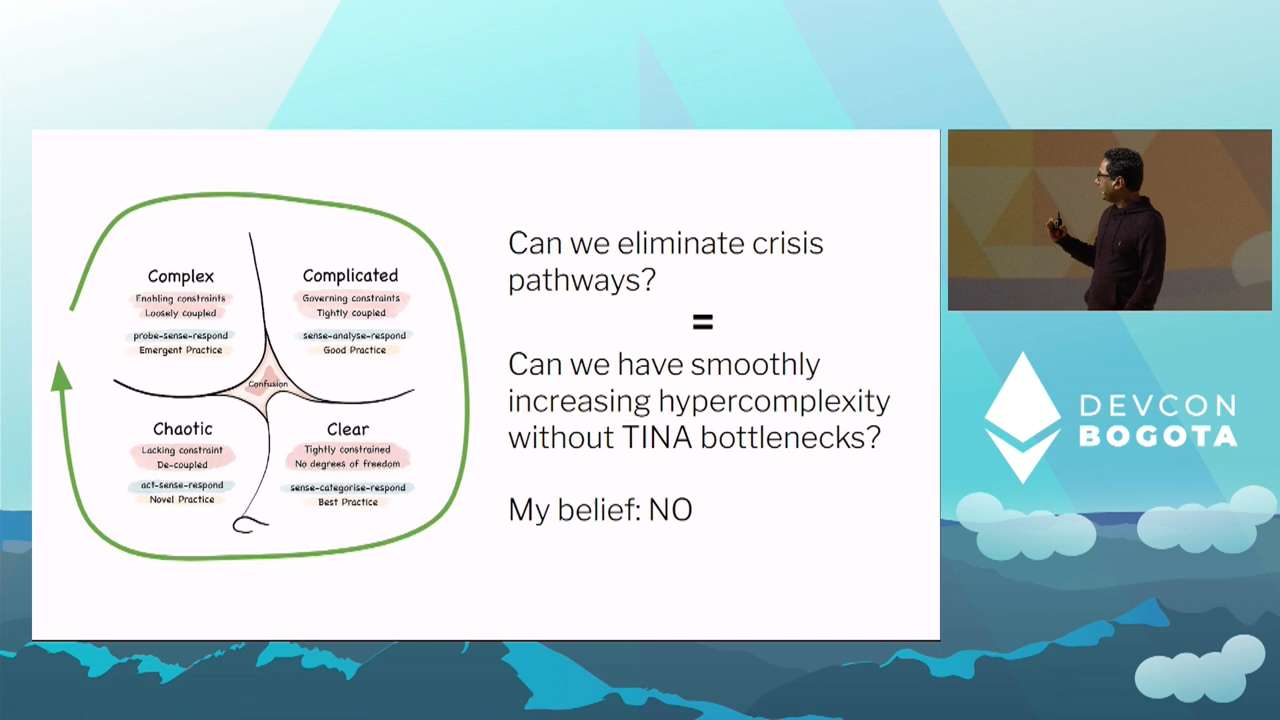 Complex
Enabling constraints
Loosely coupled
probe-sense-respond
Emergent Practice
Complicated
Governing constraints
Tightly coupled
sense-analyse-respond
Good Practice
Confusion
Chaotic
Lacking constraint
De-coupled
act-sense-respond
Novel Practice
Clear
Tightly constrained
No degrees of freedom
sense-categorise-respond
Best Practice
Can we eliminate crisis
pathways?
=
Can we have smoothly
increasing hypercomplexity
without TINA bottlenecks?
My belief: NO
DEVCON
BOGOTA